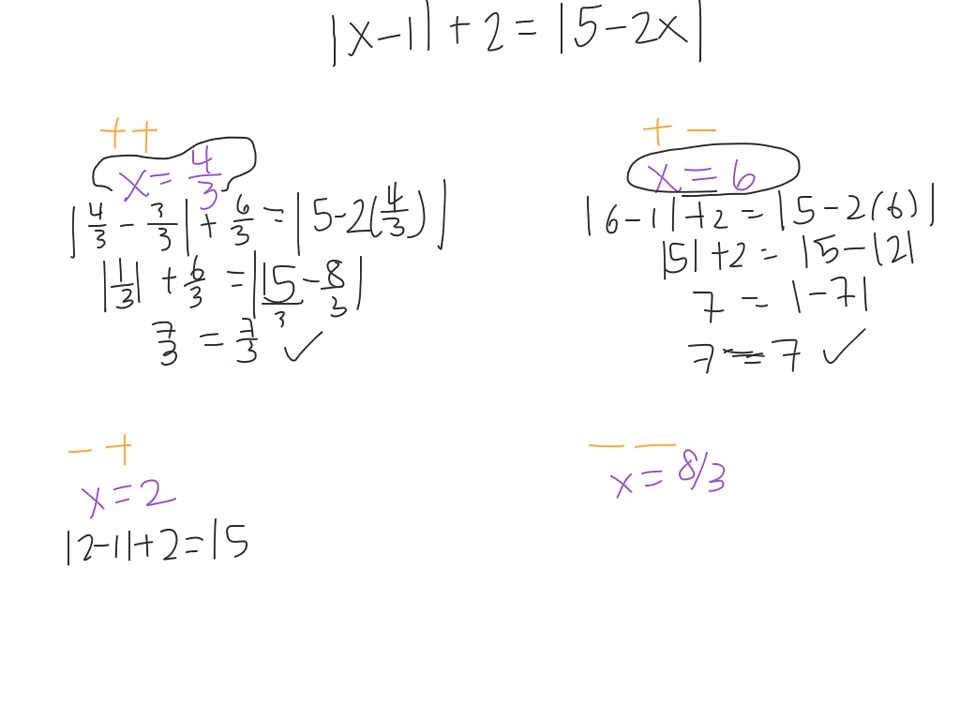 |x-1| + 2 = |5-2x|
++
x = 4/3
|4/3 - 3/3| + 6/3 = |5-2(4/3)|
|1/3| + 6/3 = |15/3 - 8/3|
7/3 = 7/3 ✓
+ -
x = 6
|6-1| + 2 = |5-2(6)|
|5| + 2 = |5-12|
7 = |-7|
7 = 7 ✓
- +
x = 2
|2-1| + 2 = |5
- -
x = 8/3